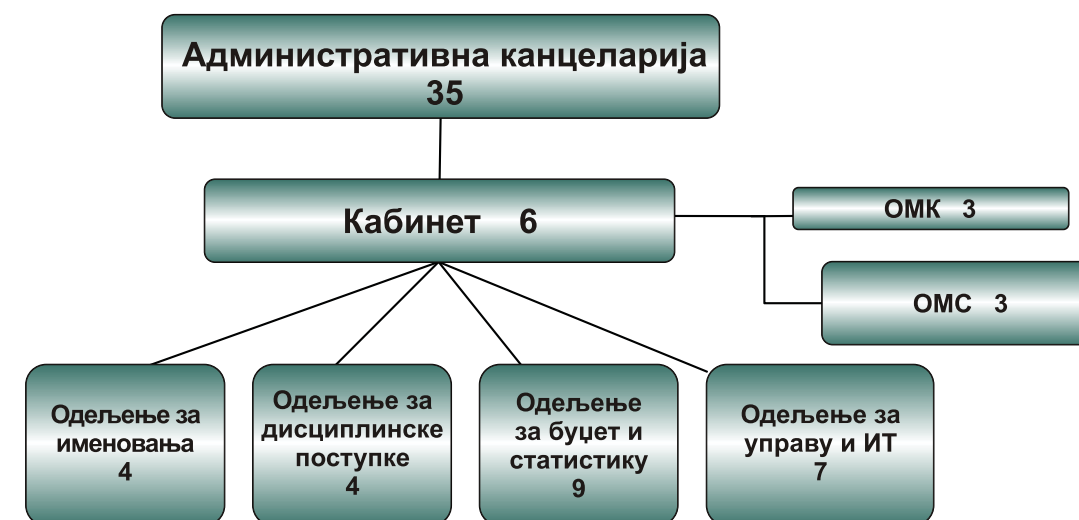 Административна канцеларија
35
Кабинет 6
ОМК 3
ОМС 3
Одељење за
именовања
4
Одељење за
дисциплинске
поступке
4
Одељење
за буџет и
статистику
9
Одељење за
управу и ИТ
7